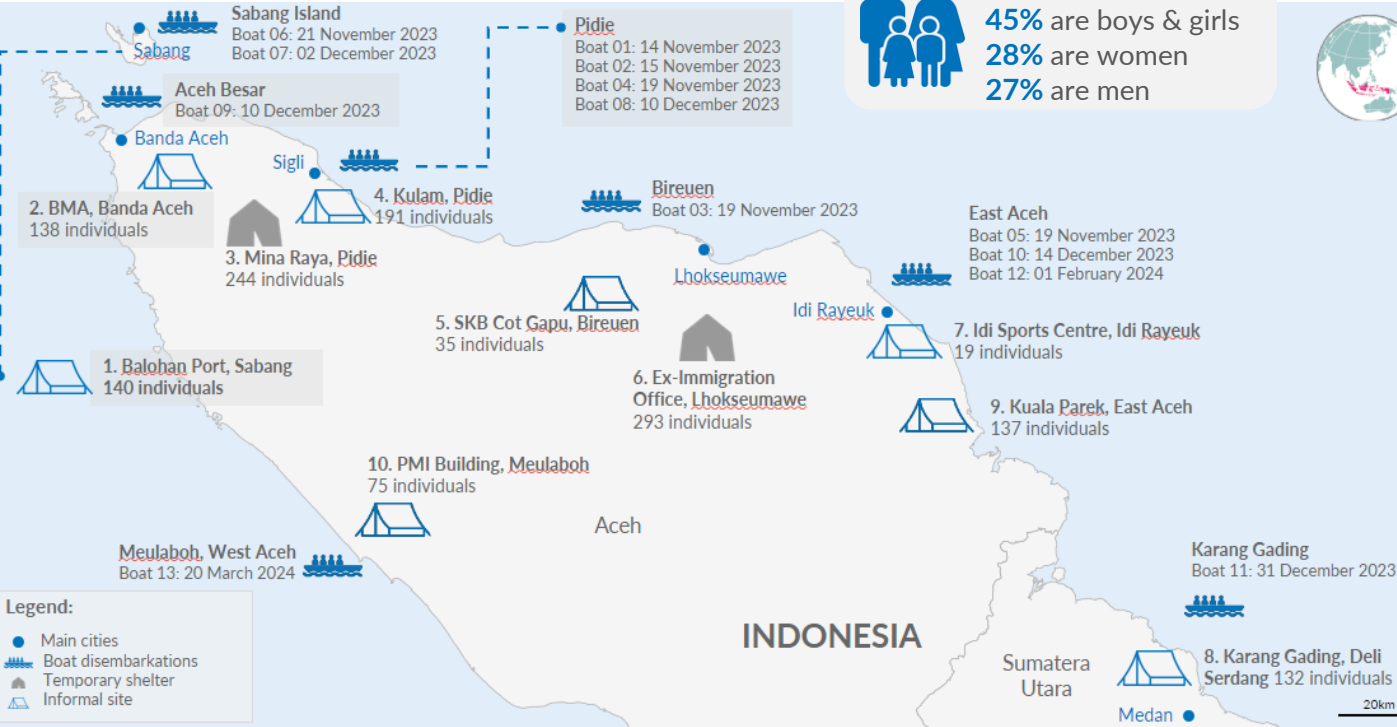 Sabang Island
Boat 06: 21 November 2023
Boat 07: 02 December 2023
Sabang
Pidie
Boat 01: 14 November 2023
Boat 02: 15 November 2023
Boat 04: 19 November 2023
Boat 08: 10 December 2023
45% are boys & girls
28% are women
27% are men
Aceh Besar
Boat 09: 10 December 2023
Banda Aceh
Sigli
2. BMA, Banda Aceh
138 individuals
4. Kulam, Pidie
191 individuals
3. Mina Raya, Pidie
244 individuals
Bireuen
Boat 03: 19 November 2023
East Aceh
Boat 05: 19 November 2023
Boat 10: 14 December 2023
Boat 12: 01 February 2024
Lhokseumawe
Idi Rayeuk
5. SKB Cot Gapu, Bireuen
35 individuals
7. Idi Sports Centre, Idi Rayeuk
19 individuals
1. Balohan Port, Sabang
140 individuals
6. Ex-Immigration
Office, Lhokseumawe
293 individuals
9. Kuala Parek, East Aceh
137 individuals
10. PMI Building, Meulaboh
75 individuals
Aceh
Meulaboh, West Aceh
Boat 13: 20 March 2024
Karang Gading
Boat 11: 31 December 2023
Legend:
Main cities
Boat disembarkations
Temporary shelter
Informal site
INDONESIA
Sumatera
Utara
8. Karang Gading, Deli
Serdang 132 individuals
Medan
20km